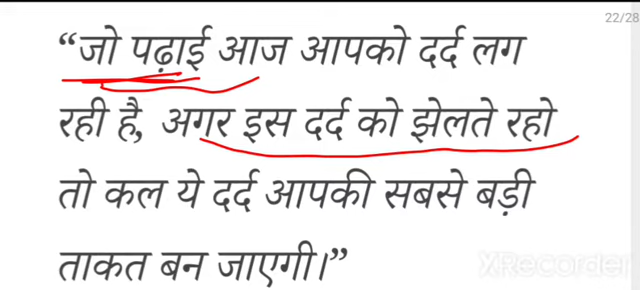 22/28
“जो पढ़ाई आज आपको दर्द लग
रही है, अगर इस दर्द को झेलते रहो
तो कल ये दर्द आपकी सबसे बड़ी
ताकत बन जाएगी।”
XRecorder